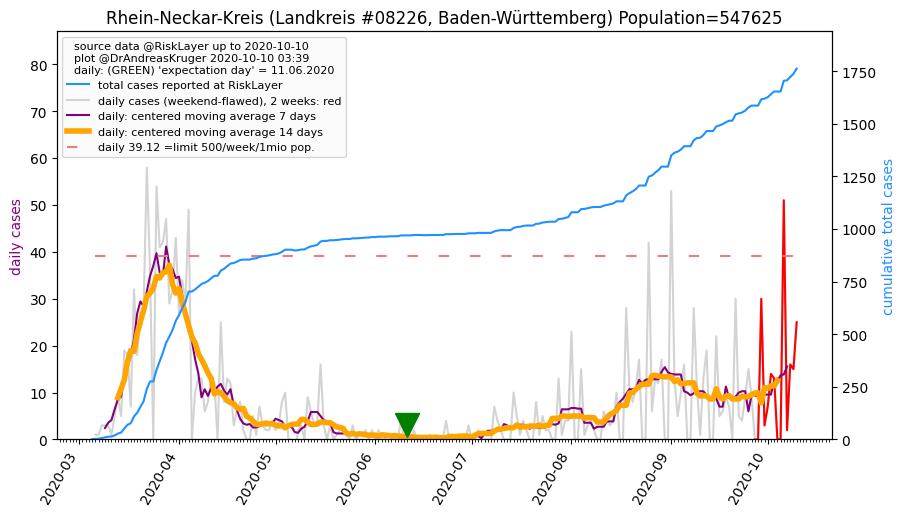 Rhein-Neckar-Kreis (Landkreis #08226, Baden-Württemberg) Population=547625
source data @RiskLayer up to 2020-10-10
plot @DrAndreasKruger 2020-10-10 03:39
daily: (GREEN) 'expectation day' = 11.06.2020
total cases reported at RiskLayer
daily cases (weekend-flawed), 2 weeks: red
daily: centered moving average 7 days
daily: centered moving average 14 days
daily 39.12 =limit 500/week/1mio pop.
daily cases
80
70
60
50
40
30
20
10
0
cumulative total cases
1750
1500
1250
1000
750
500
250
0
2020-03
2020-04
2020-05
2020-06
2020-07
2020-08
2020-09
2020-10